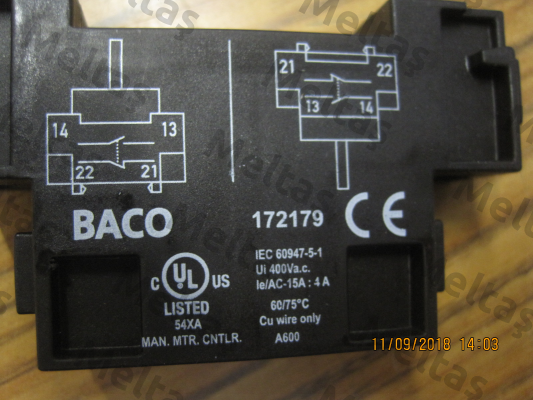 14 13
22 21
21 22
13 14
BACO
172179 CE
C UL US
LISTED
54XA
MAN. MTR. CNTLR.
IEC 60947-5-1
Ui 400Va.c.
Ie/AC-15A : 4 A
60/75°C
Cu wire only
A600
11/09/2018 14:03
Meltaş